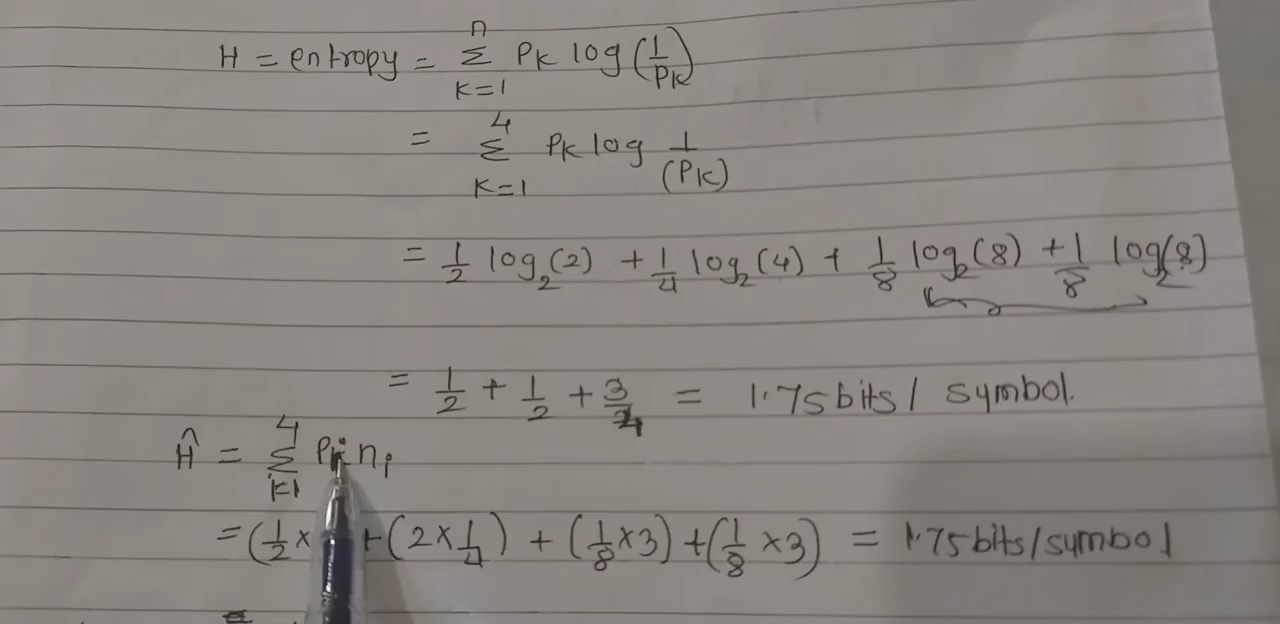 H = entropy = n Σ K=1 PK log (1/PK)
= 4 Σ K=1 PK log 1/(PK)
= 1/2 log2(2) + 1/4 log2(4) + 1/8 log2(8) + 1/8 log2(8)
= 1/2 + 1/2 + 3/4 = 1.75 bits / symbol.
Ĥ = 4 Σ K=1 Pi ni
= (1/2 × + (2 × 1/4) + (1/8 × 3) + (1/8 × 3) = 1.75 bits/symbol